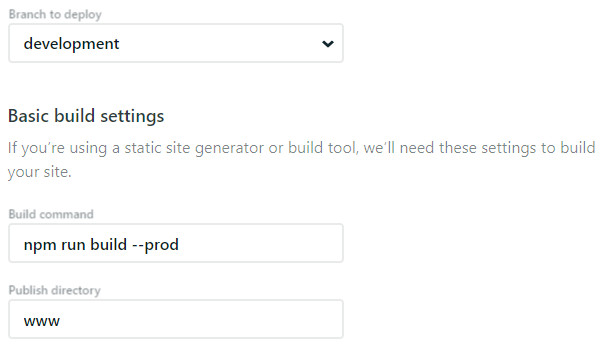 Branch to deploy
development
Basic build settings
If you’re using a static site generator or build tool, we’ll need these settings to build
your site.
Build command
npm run build --prod
Publish directory
www